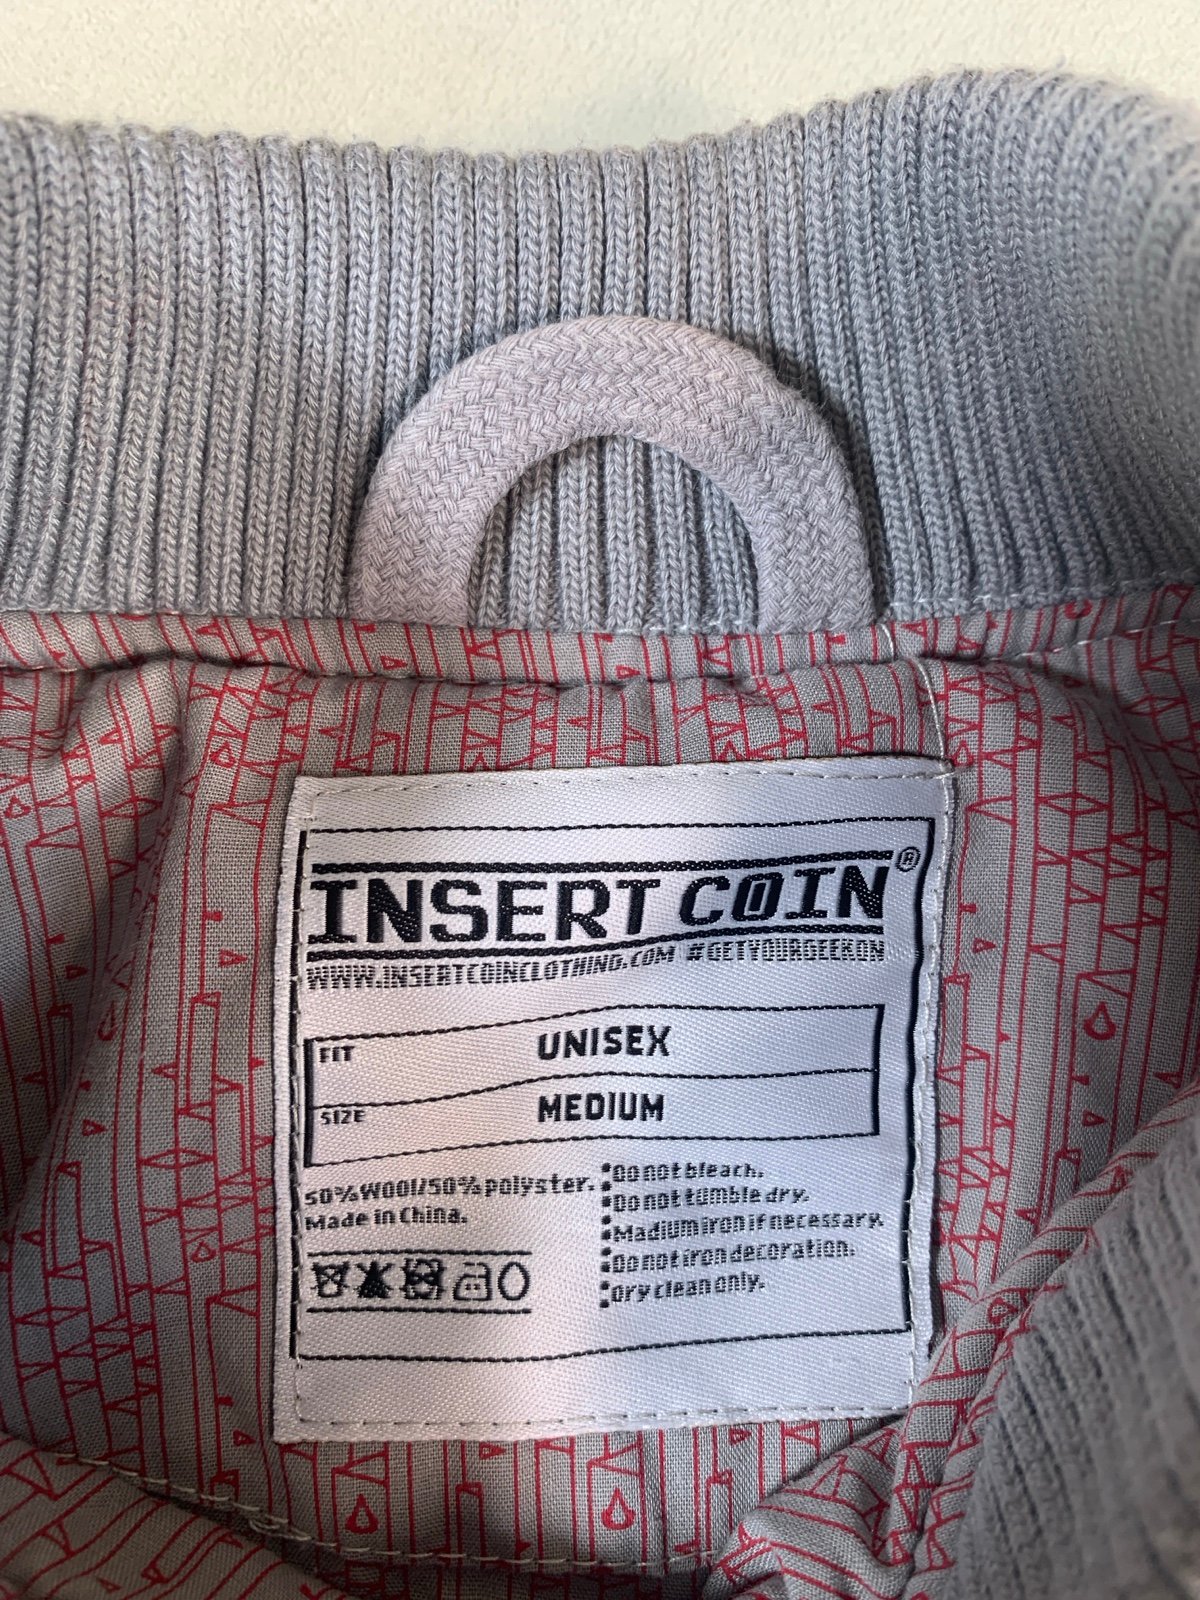 INSERT COIN®
WWW.INSERTCOINCLOTHING.COM #GETYOURGEEKON
FIT UNISEX
SIZE MEDIUM
50%WOOl/50%polyster.
Made in China.
Do not bleach.
Do not tumble dry.
Madium iron if necessary.
Do not iron decoration.
Dry clean only.